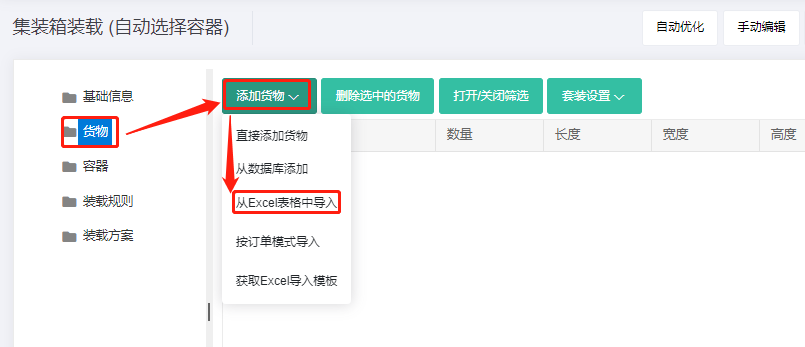 集装箱装载 (自动选择容器)
自动优化
手动编辑
基础信息
货物
容器
装载规则
装载方案
添加货物
删除选中的货物
打开/关闭筛选
套装设置
数量
长度
宽度
高度
直接添加货物
从数据库添加
从Excel表格中导入
按订单模式导入
获取Excel导入模板